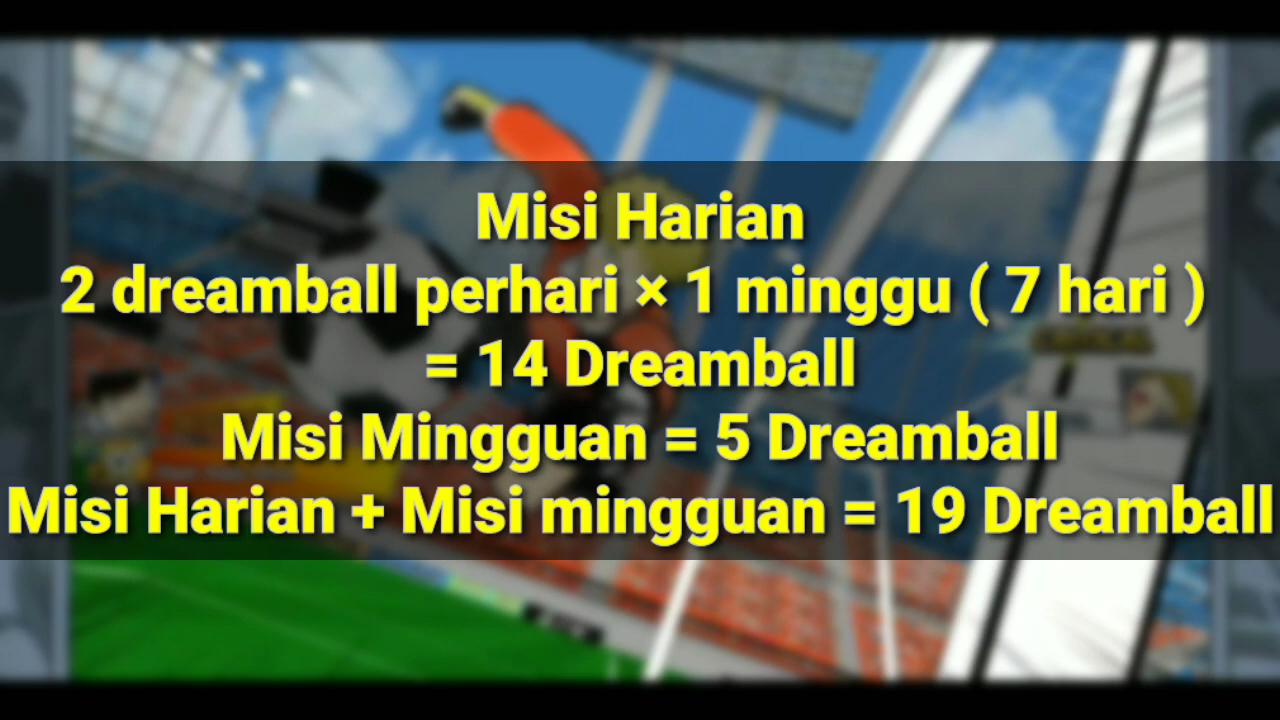 Misi Harian
2 dreamball perhari × 1 minggu ( 7 hari )
= 14 Dreamball
Misi Mingguan = 5 Dreamball
Misi Harian + Misi mingguan = 19 Dreamball